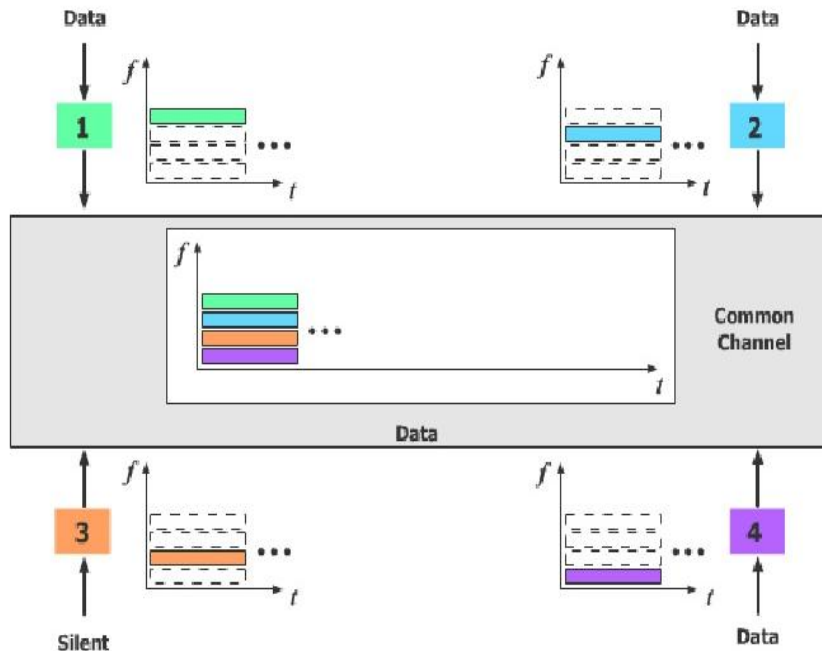 Data
Data
f
f
1
2
...
...
t
t
f
Common
Channel
...
t
Data
f
f
3
4
...
...
t
t
Silent
Data